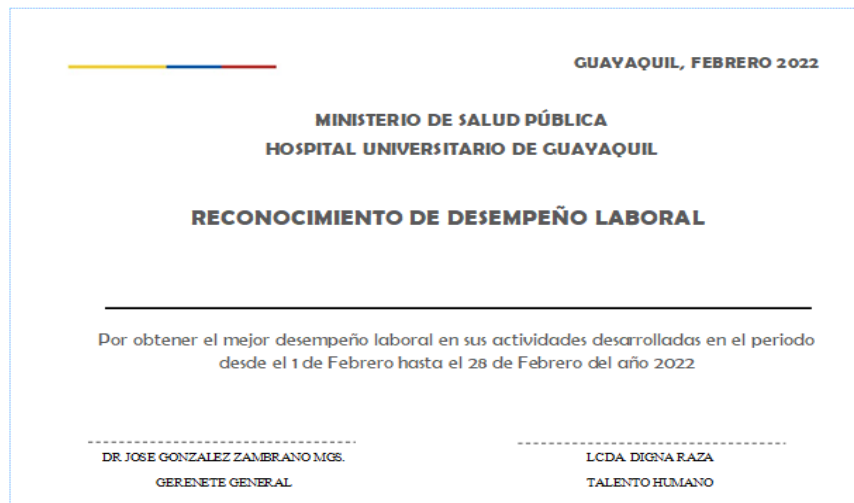 GUAYAQUIL, FEBRERO 2022
MINISTERIO DE SALUD PÚBLICA
HOSPITAL UNIVERSITARIO DE GUAYAQUIL
RECONOCIMIENTO DE DESEMPEÑO LABORAL
Por obtener el mejor desempeño laboral en sus actividades desarrolladas en el periodo
desde el 1 de Febrero hasta el 28 de Febrero del año 2022
DR JOSE GONZALEZ ZAMBRANO MGS.
GERENETE GENERAL
LCDA. DIGNA RAZA
TALENTO HUMANO